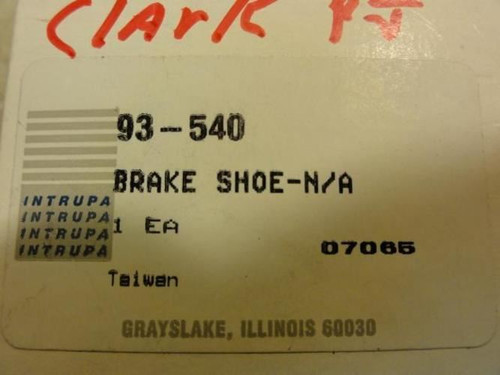 Clark
93-540
BRAKE SHOE-N/A
INTRUPA
INTRUPA
INTRUPA
INTRUPA
1 EA
07065
Taiwan
GRAYSLAKE, ILLINOIS 60030